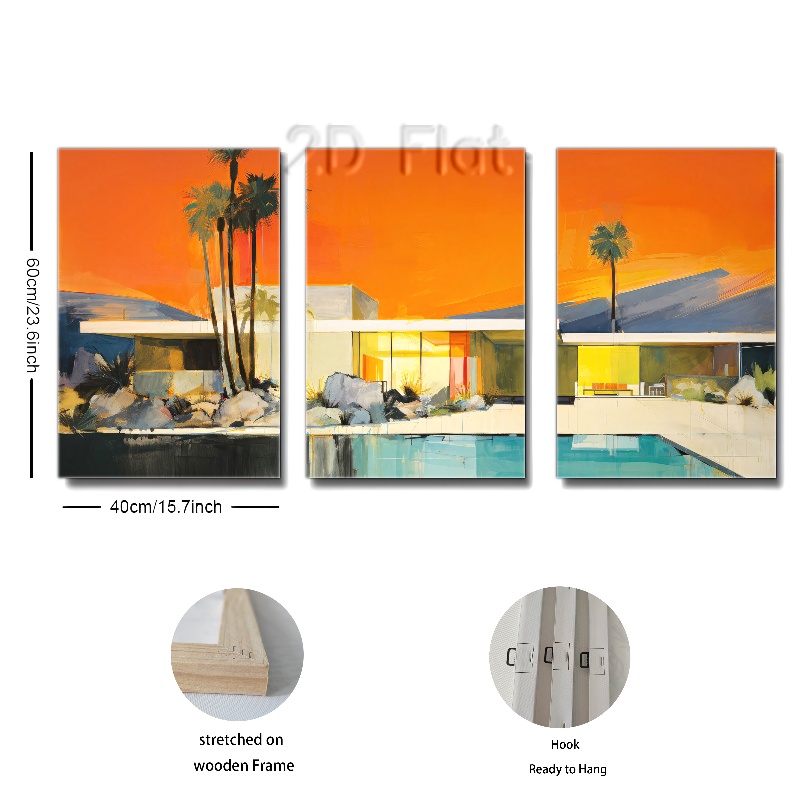 2D Flat
60cm/23.6inch
40cm/15.7inch
stretched on
wooden Frame
Hook
Ready to Hang